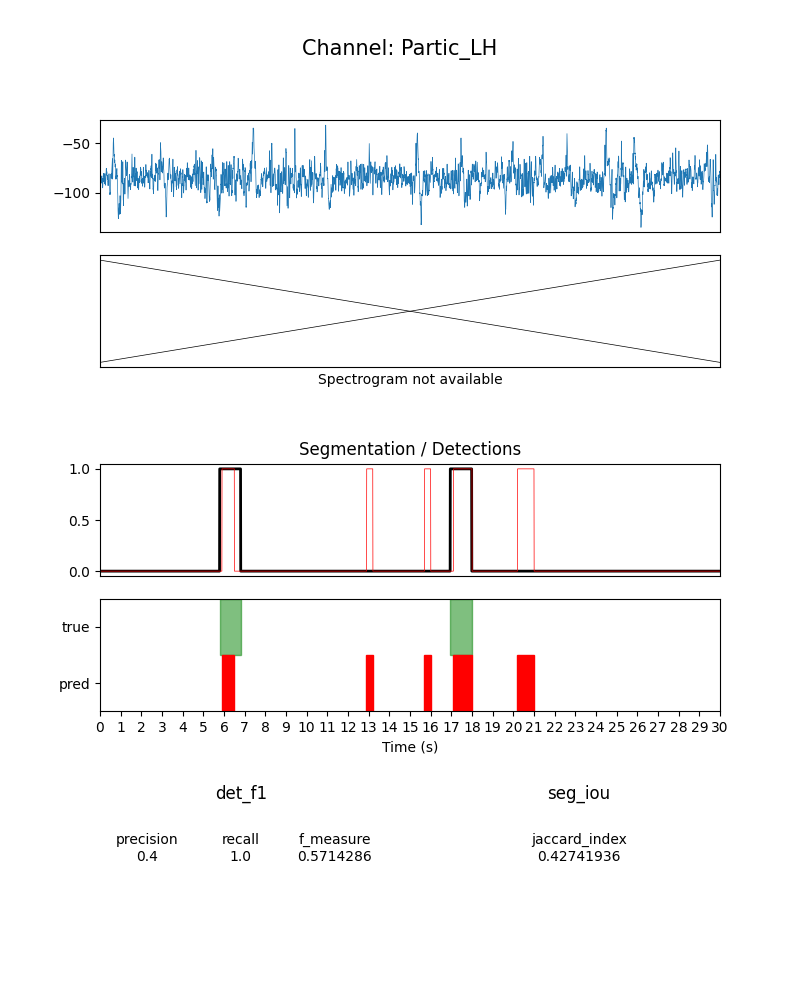 Channel: Partic_LH
−50
−100
Spectrogram not available
Segmentation / Detections
1.0
0.5
0.0
true
pred
0 1 2 3 4 5 6 7 8 9 10 11 12 13 14 15 16 17 18 19 20 21 22 23 24 25 26 27 28 29 30
Time (s)
det_f1 seg_iou
precision recall f_measure jaccard_index
0.4 1.0 0.5714286 0.42741936